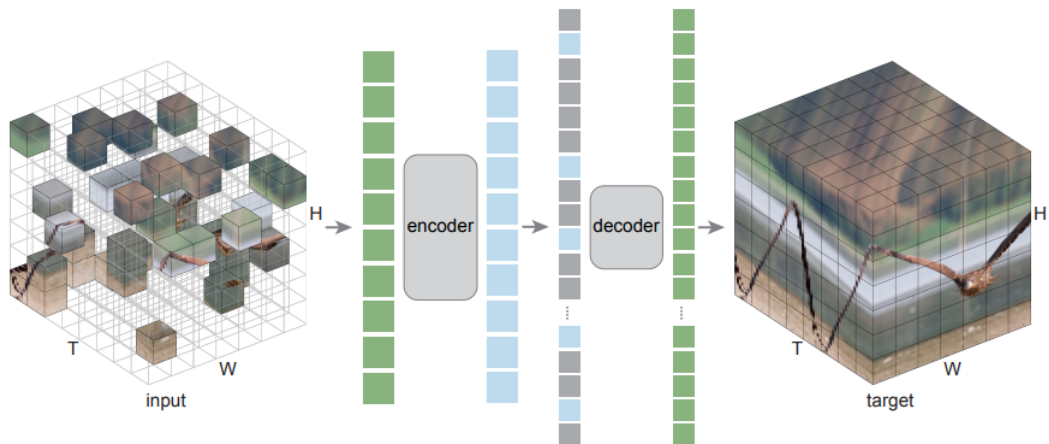 H
T
W
input
encoder
decoder
H
T
W
target